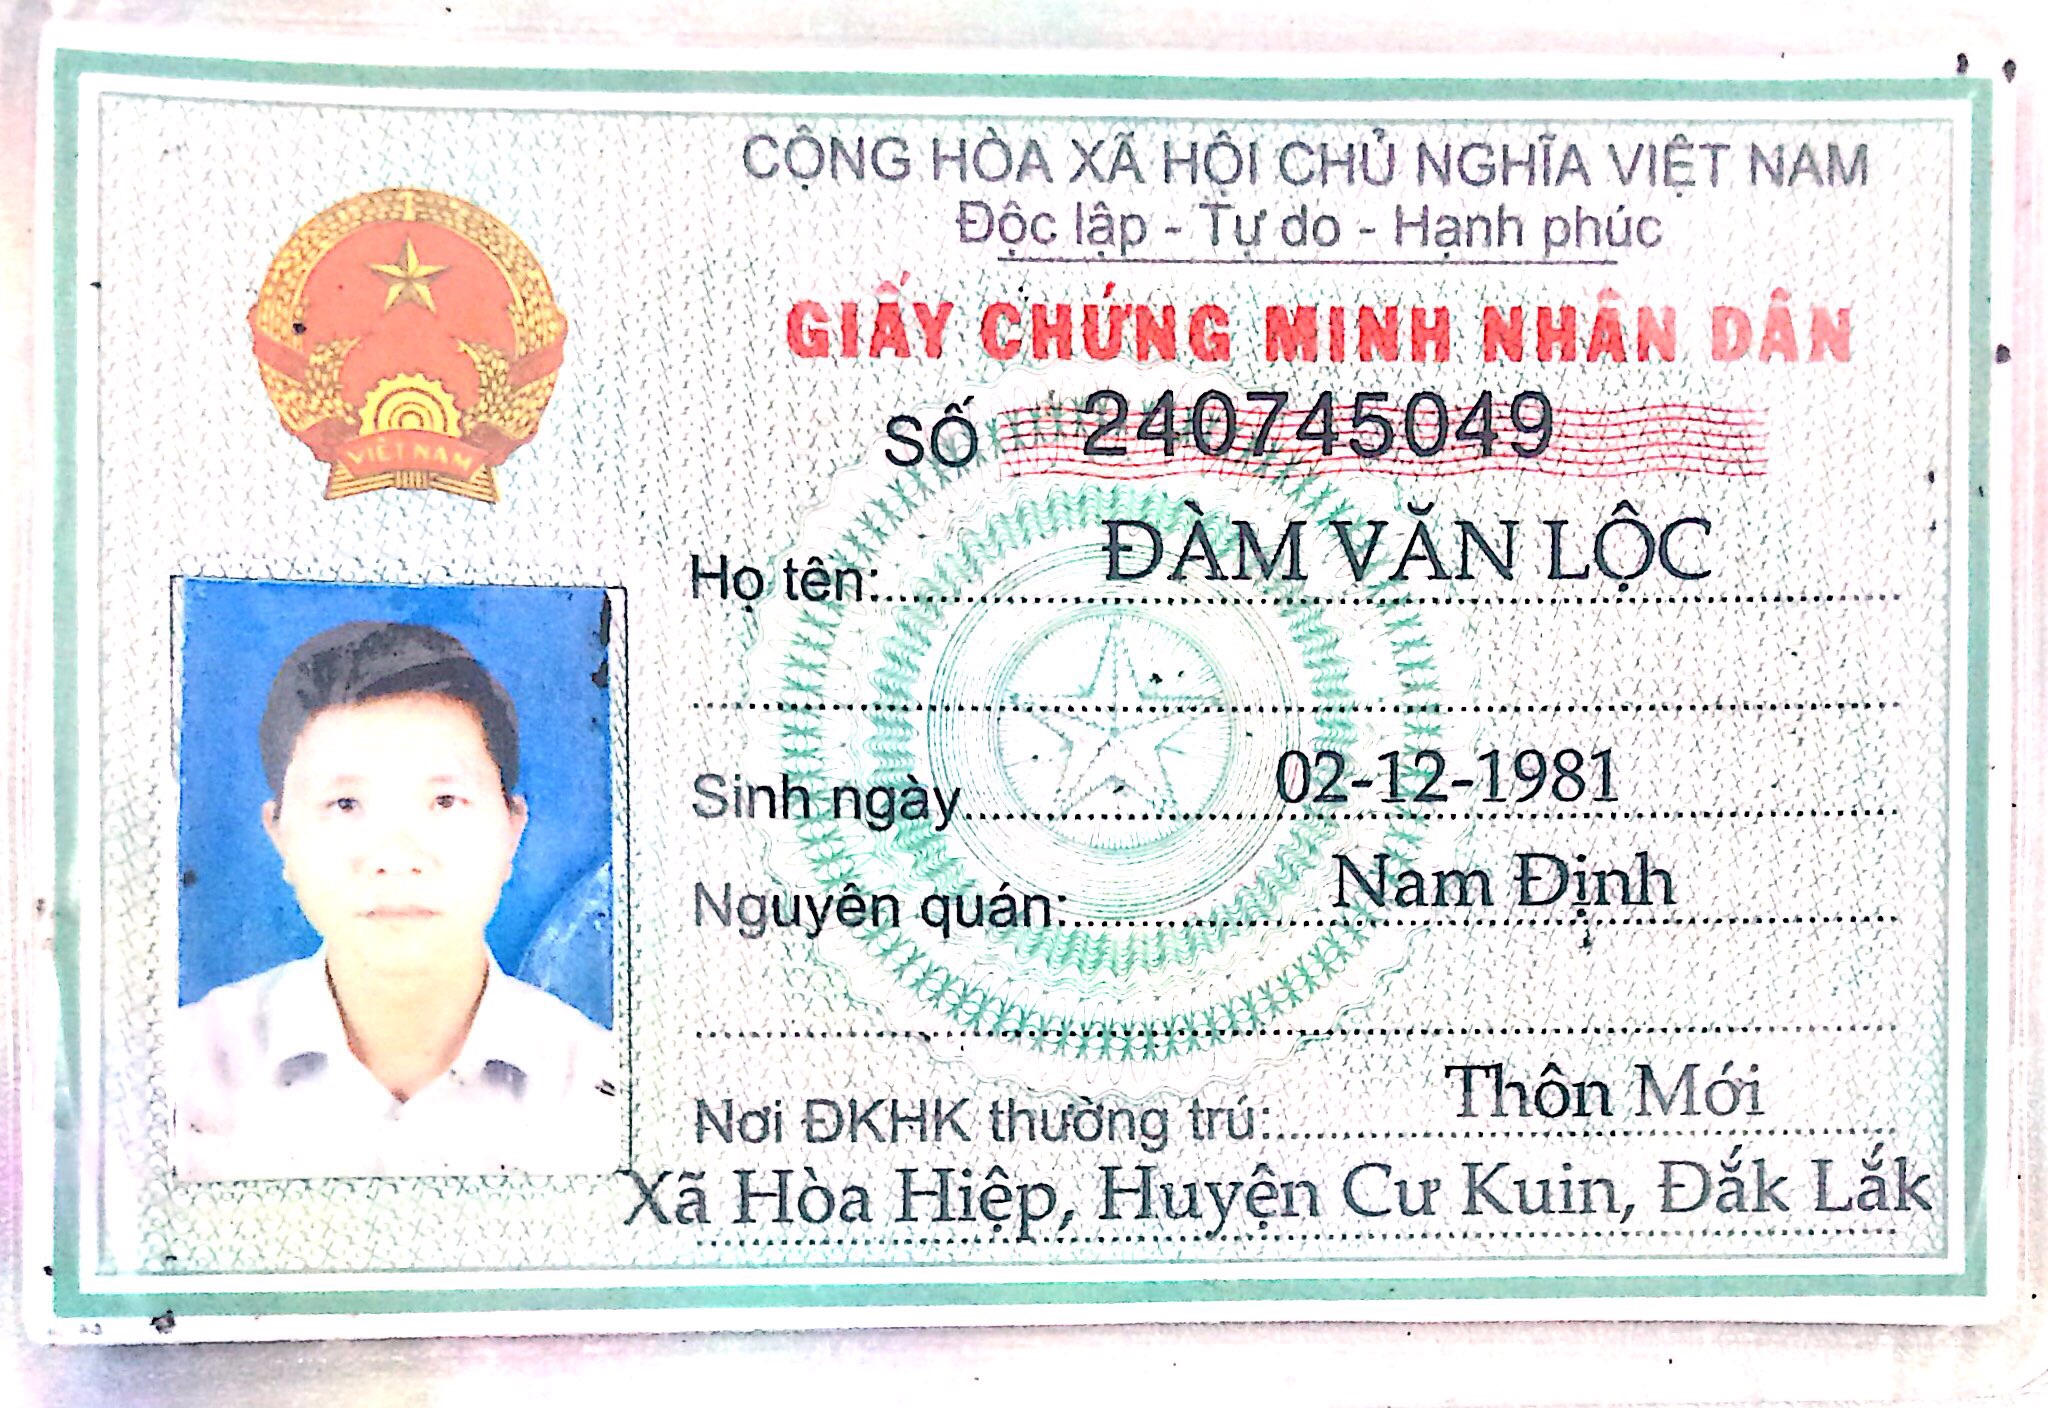 CỘNG HÒA XÃ HỘI CHỦ NGHĨA VIỆT NAM
Độc lập - Tự do - Hạnh phúc
GIẤY CHỨNG MINH NHÂN DÂN
SỐ 240745049
VIỆT NAM
Họ tên: ĐÀM VĂN LỘC
Sinh ngày 02-12-1981
Nguyên quán: Nam Định
Nơi ĐKHK thường trú: Thôn Mới
Xã Hòa Hiệp, Huyện Cư Kuin, Đắk Lắk